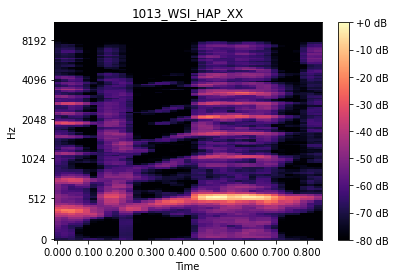 1013_WSI_HAP_XX
8192
4096
2048
1024
512
0
Hz
0.000 0.100 0.200 0.300 0.400 0.500 0.600 0.700 0.800
Time
+0 dB
-10 dB
-20 dB
-30 dB
-40 dB
-50 dB
-60 dB
-70 dB
-80 dB